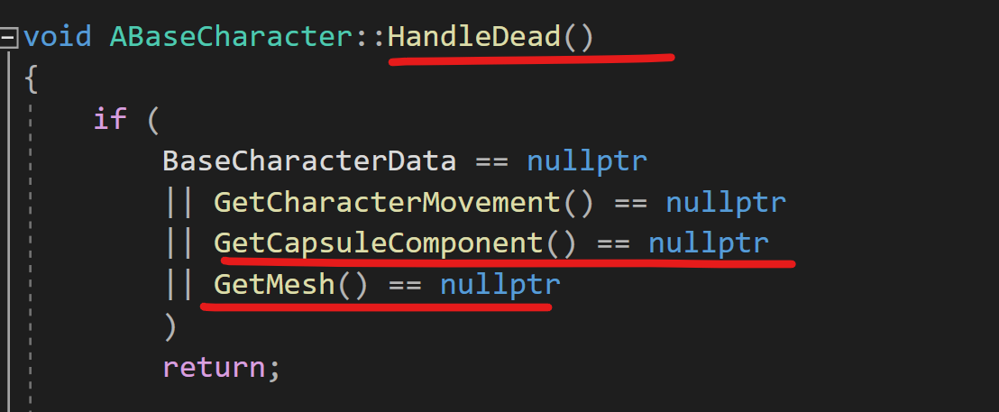 void ABaseCharacter::HandleDead()
{
if (
BaseCharacterData == nullptr
|| GetCharacterMovement() == nullptr
|| GetCapsuleComponent() == nullptr
|| GetMesh() == nullptr
)
return;